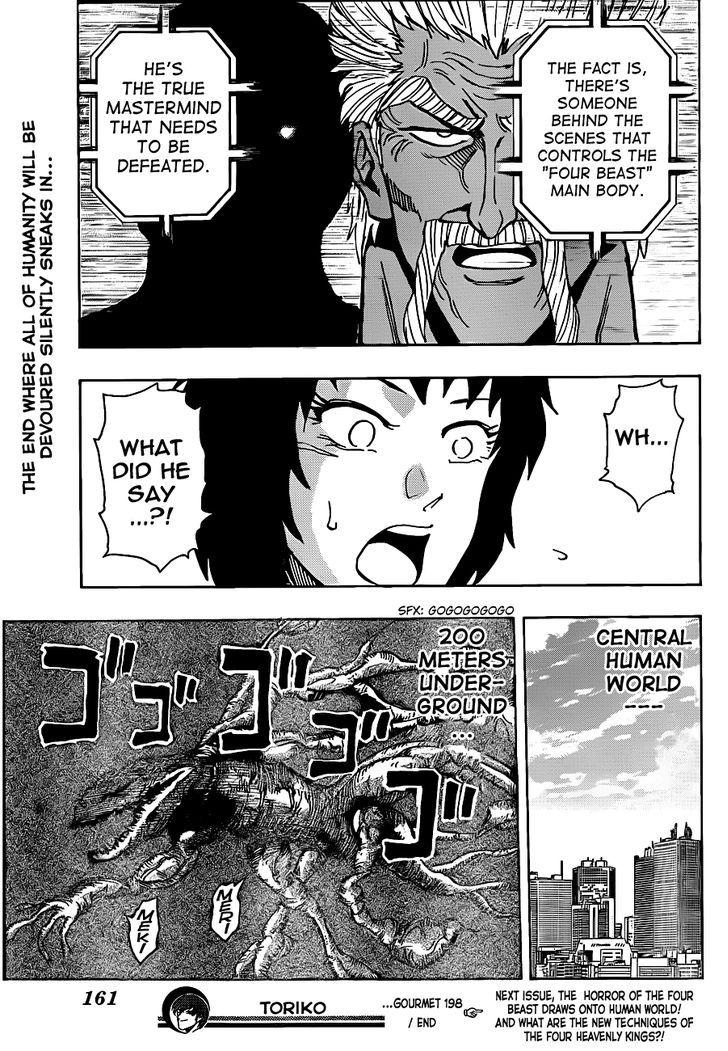 THE FACT IS,
THERE'S
SOMEONE
BEHIND
THE
SCENES THAT
CONTROLS THE
"FOUR BEAST"
MAIN BODY.
HE'S
THE TRUE
MASTERMIND
THAT NEEDS
TO BE
DEFEATED.
THE END WHERE ALL OF HUMANITY WILL BE
DEVOURED SILENTLY SNEAKS IN...
WH...
WHAT
DID HE
SAY
...?!
CENTRAL
HUMAN
WORLD
---
SFX: GOGOGOGOGO
200
METERS
UNDER-
GROUND
...
ゴゴゴゴゴ
MERI
MEKI
161
TORIKO
...GOURMET 198
/ END
NEXT ISSUE, THE HORROR OF THE FOUR
BEAST DRAWS ONTO HUMAN WORLD!
AND WHAT ARE THE NEW TECHNIQUES OF
THE FOUR HEAVENLY KINGS?!